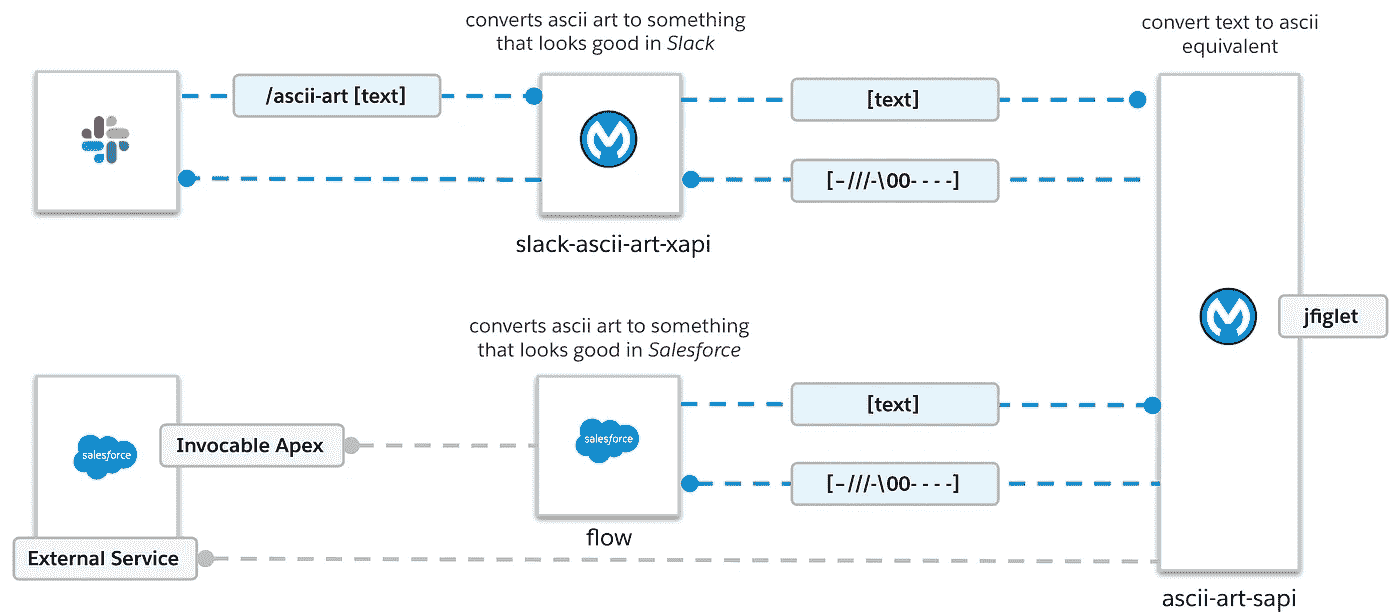 converts ascii art to something
that looks good in Slack
convert text to ascii
equivalent
/ascii-art [text]
[text]
[-///-\00- - - -]
slack-ascii-art-xapi
jfiglet
converts ascii art to something
that looks good in Salesforce
salesforce
Invocable Apex
salesforce
[text]
[-///-\00- - - -]
flow
External Service
ascii-art-sapi